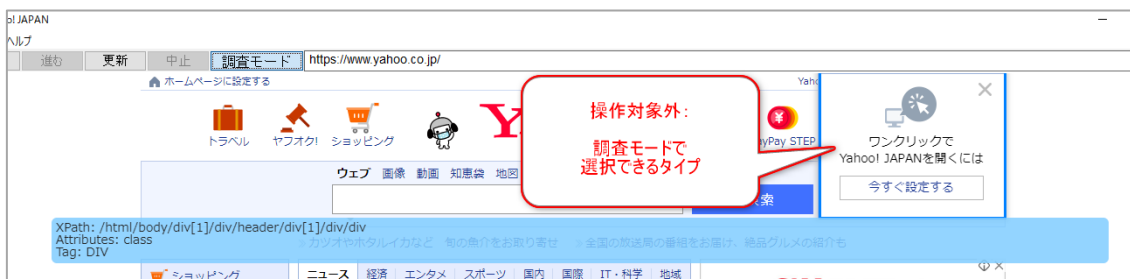 o! JAPAN
ヘルプ
進む 更新 中止 調査モード https://www.yahoo.co.jp/
ホームページに設定する Yah
トラベル ヤフオク! ショッピング Y ayPay STEP
操作対象外:
調査モードで
選択できるタイプ
ワンクリックで
Yahoo! JAPANを開くには
今すぐ設定する
ウェブ 画像 動画 知恵袋 地図
索
XPath: /html/body/div[1]/div/header/div[1]/div/div
Attributes: class
Tag: DIV
カツオやホタルイカなど 旬の魚介をお取り寄せ 全国の放送局の番組をお届け、絶品グルメの紹介も
ショッピング ニュース 経済 エンタメ スポーツ 国内 国際 IT・科学 地域